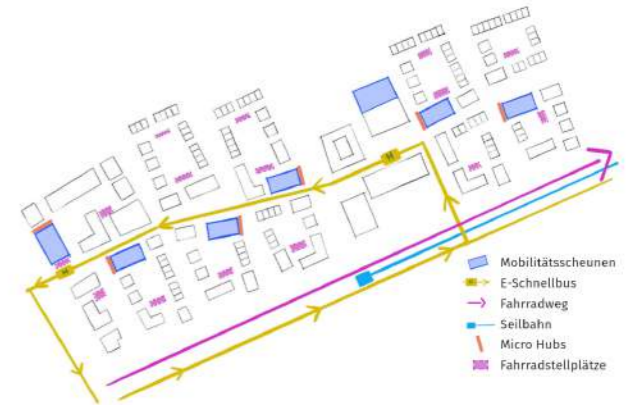 H
H
Mobilitätsscheunen
H E-Schnellbus
Fahrradweg
Seilbahn
Micro Hubs
Fahrradstellplätze